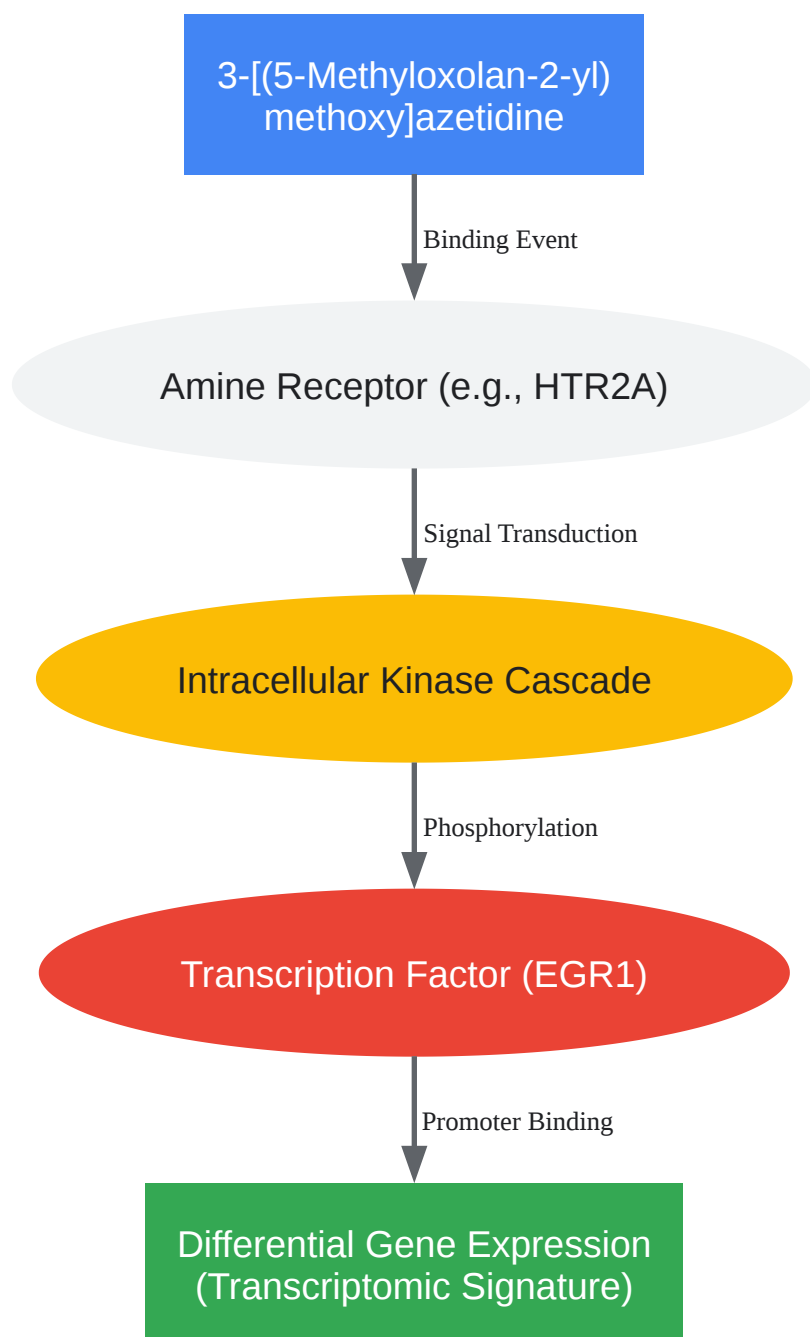 3-[(5-Methyloxolan-2-yl)
methoxy]azetidine
Binding Event
Amine Receptor (e.g., HTR2A)
Signal Transduction
Intracellular Kinase Cascade
Phosphorylation
Transcription Factor (EGR1)
Promoter Binding
Differential Gene Expression
(Transcriptomic Signature)